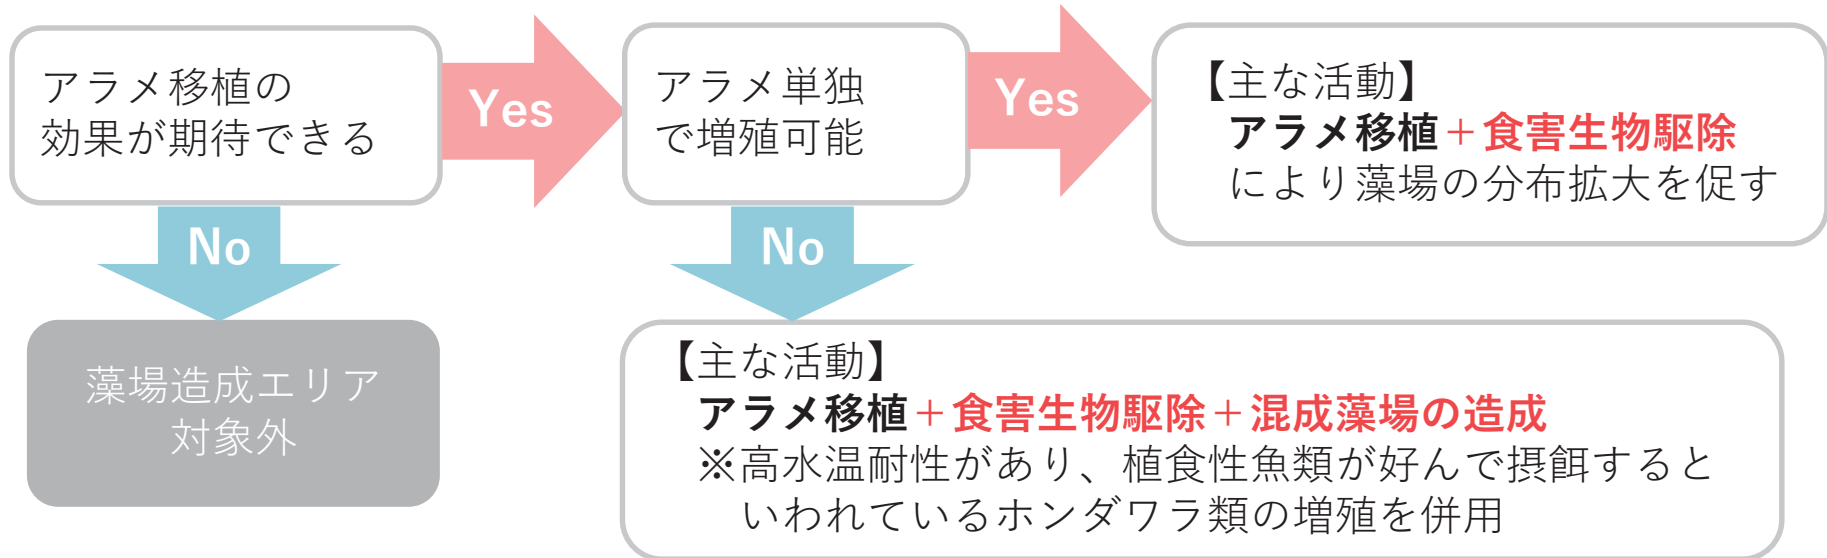 アラメ移植の
効果が期待できる
Yes
アラメ単独
で増殖可能
Yes
【主な活動】
アラメ移植＋食害生物駆除
により藻場の分布拡大を促す
No
No
藻場造成エリア
対象外
【主な活動】
アラメ移植＋食害生物駆除＋混成藻場の造成
※高水温耐性があり、植食性魚類が好んで摂餌すると
いわれているホンダワラ類の増殖を併用